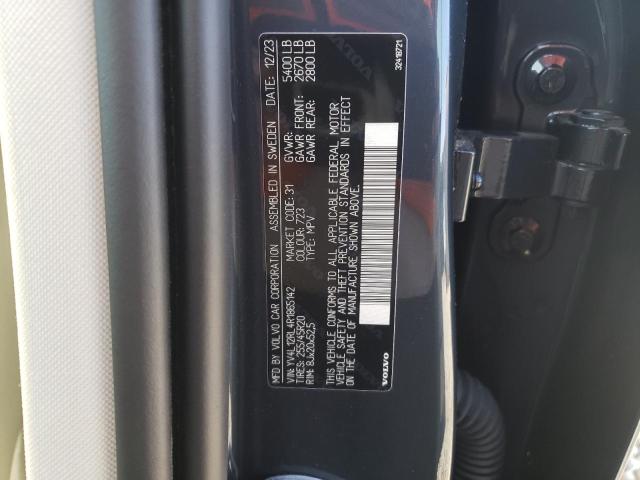 MFD BY VOLVO CAR CORPORATION ASSEMBLED IN SWEDEN DATE: 12/23
VIN: YV4L12RL4R1865142 MARKET CODE: 31 GVWR: 5400 LB
TIRES: 255/45R20 COLOUR: 723 GAWR FRONT: 2670 LB
RIM: 8Jx20x52,5 TYPE: MPV GAWR REAR: 2800 LB
THIS VEHICLE CONFORMS TO ALL APPLICABLE FEDERAL MOTOR
VEHICLE SAFETY AND THEFT PREVENTION STANDARDS IN EFFECT
ON THE DATE OF MANUFACTURE SHOWN ABOVE.
VOLVO 32418721